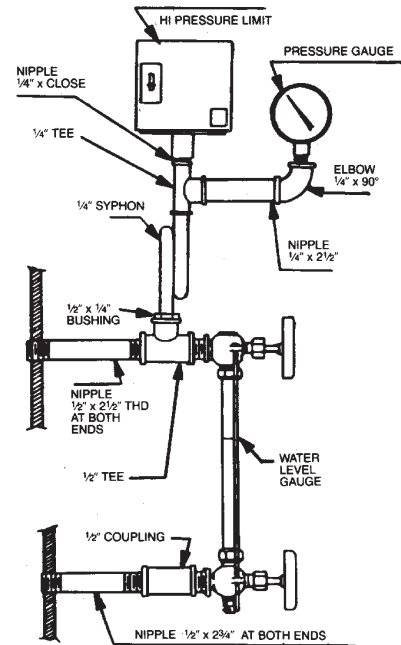 HI PRESSURE LIMIT
PRESSURE GAUGE
NIPPLE
¼" x CLOSE
¼" TEE
ELBOW
¼" x 90°
¼" SYPHON
NIPPLE
¼" x 2½"
½" x ¼"
BUSHING
NIPPLE
½" x 2½" THD
AT BOTH
ENDS
½" TEE
WATER
LEVEL
GAUGE
½" COUPLING
NIPPLE ½" x 2¾" AT BOTH ENDS